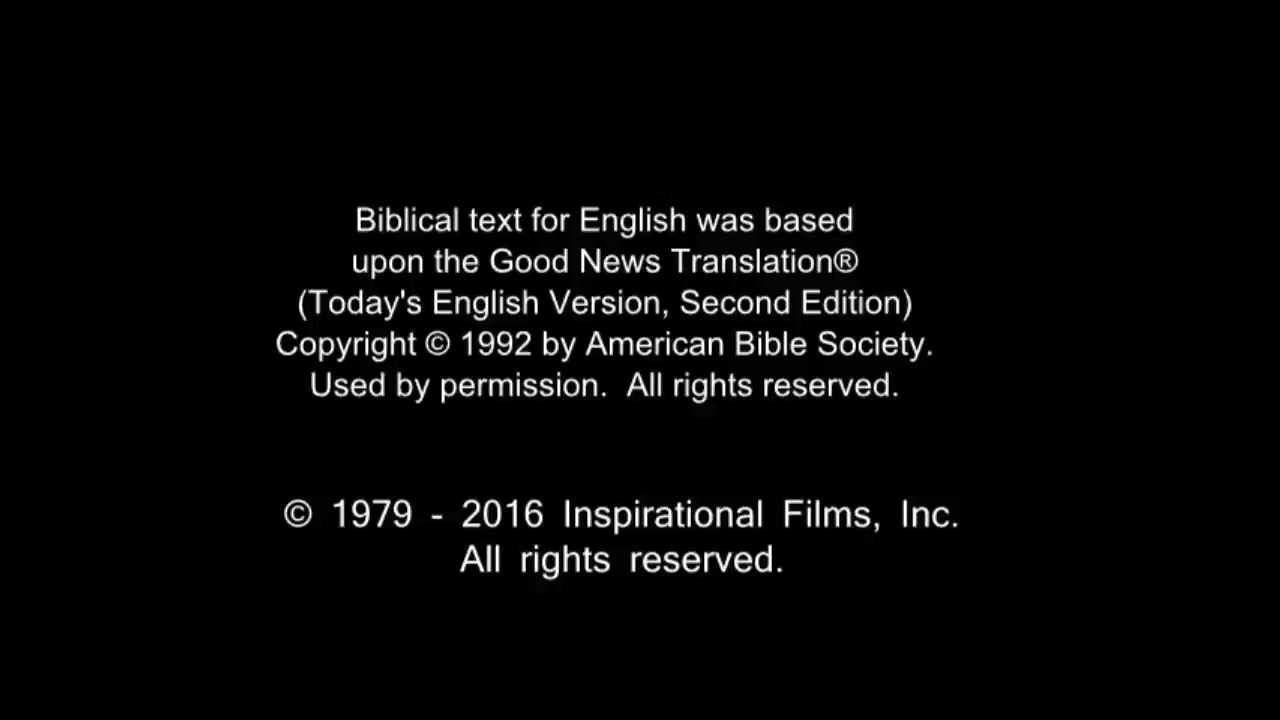 Biblical text for English was based
upon the Good News Translation®
(Today's English Version, Second Edition)
Copyright © 1992 by American Bible Society.
Used by permission.  All rights reserved.
© 1979 - 2016 Inspirational Films, Inc.
All rights reserved.